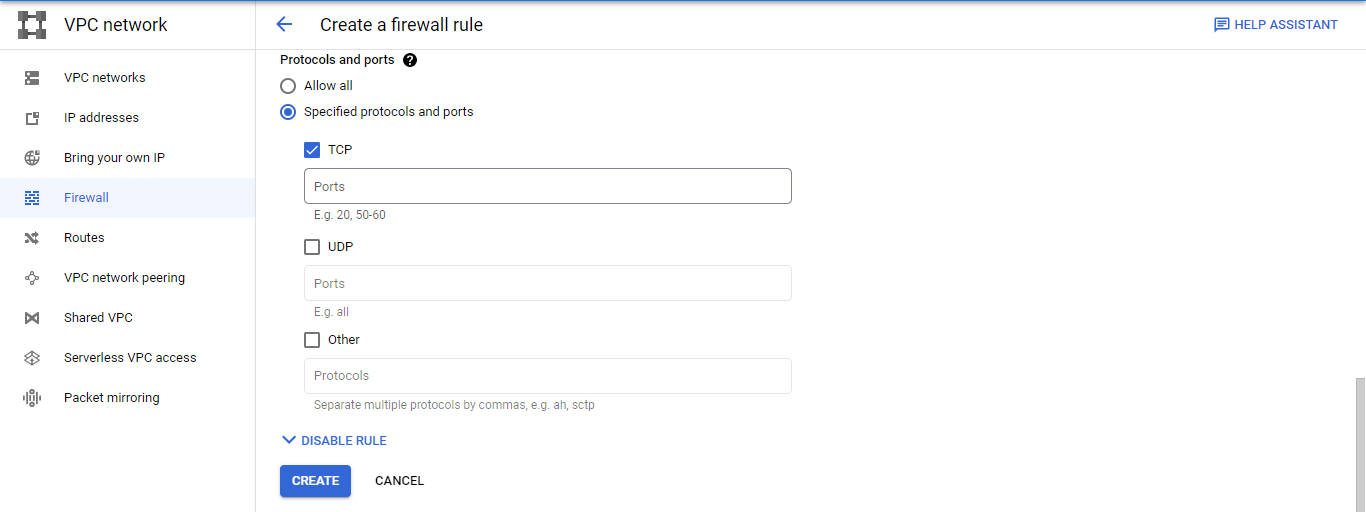 VPC network
Create a firewall rule
HELP ASSISTANT
VPC networks
IP addresses
Bring your own IP
Firewall
Routes
VPC network peering
Shared VPC
Serverless VPC access
Packet mirroring
Protocols and ports ?
Allow all
Specified protocols and ports
TCP
Ports
E.g. 20, 50-60
UDP
Ports
E.g. all
Other
Protocols
Separate multiple protocols by commas, e.g. ah, sctp
DISABLE RULE
CREATE CANCEL